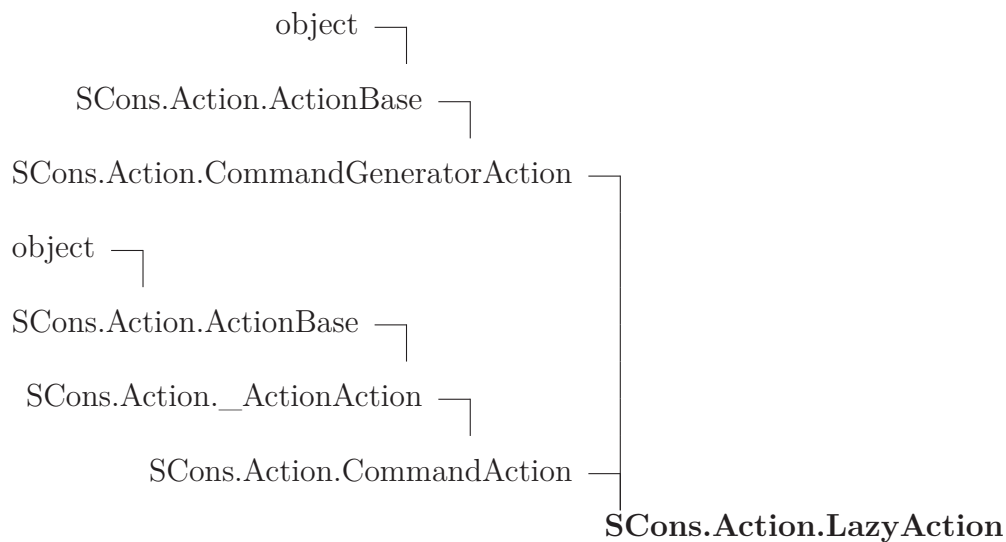 object
SCons.Action.ActionBase
SCons.Action.CommandGeneratorAction
object
SCons.Action.ActionBase
SCons.Action._ActionAction
SCons.Action.CommandAction
SCons.Action.LazyAction